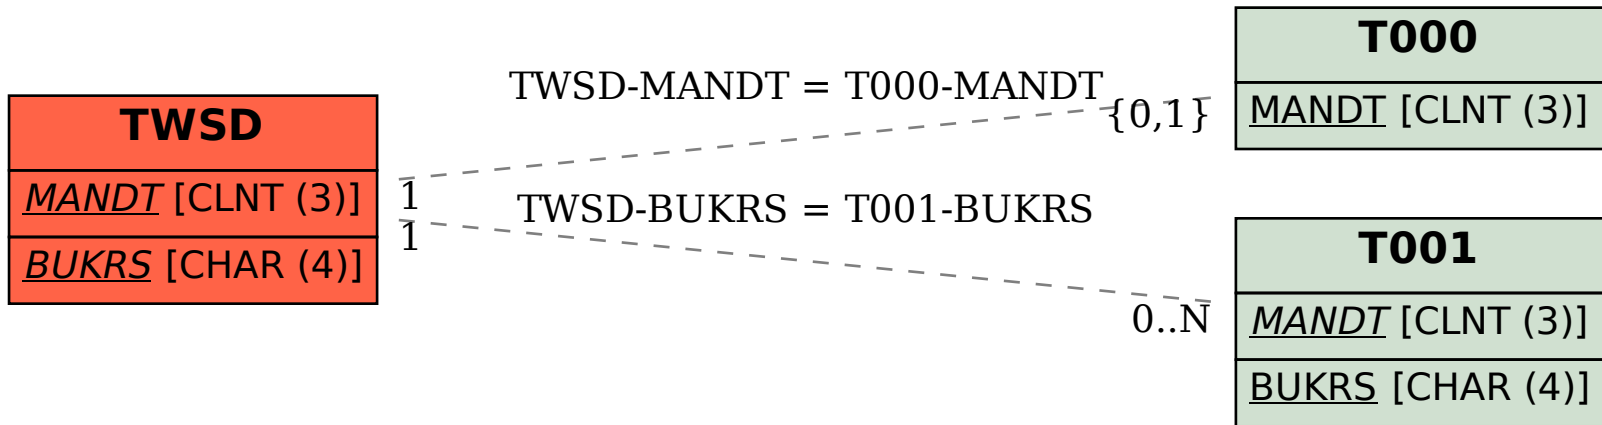 TWSD
MANDT [CLNT (3)]
BUKRS [CHAR (4)]
TWSD-MANDT = T000-MANDT
1
{0,1}
TWSD-BUKRS = T001-BUKRS
1
0..N
T000
MANDT [CLNT (3)]
T001
MANDT [CLNT (3)]
BUKRS [CHAR (4)]